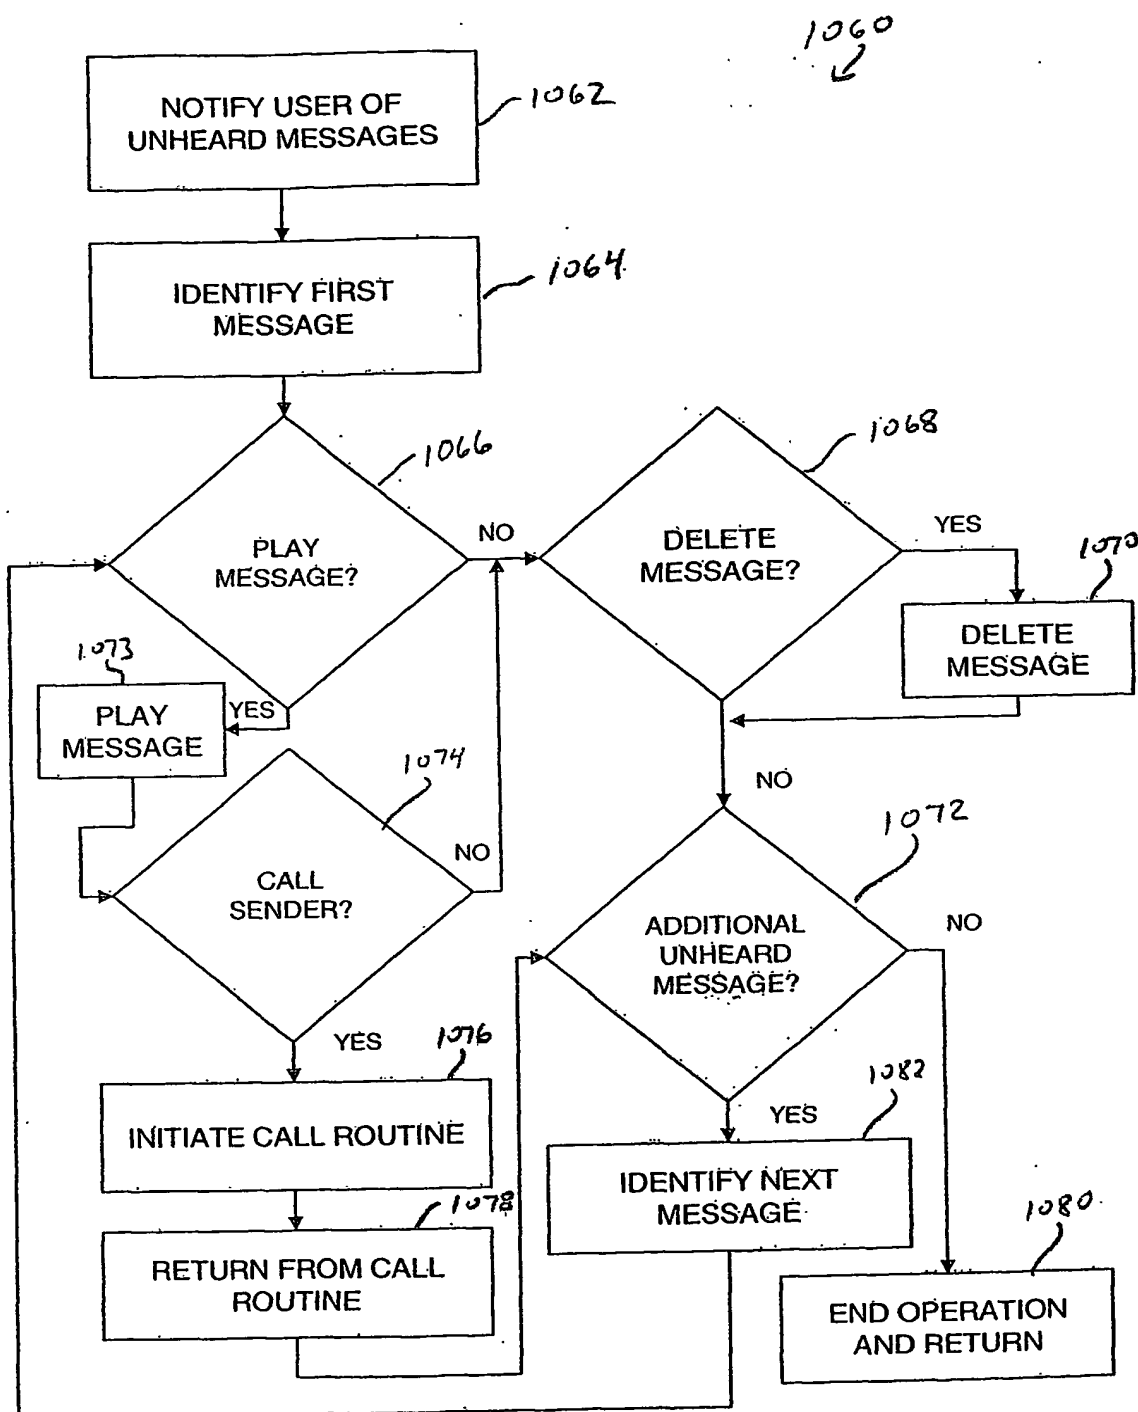 1060
NOTIFY USER OF
UNHEARD MESSAGES
1062
IDENTIFY FIRST
MESSAGE
1064
PLAY
MESSAGE?
1066
NO
DELETE
MESSAGE?
1068
YES
1070
DELETE
MESSAGE
1073
PLAY
MESSAGE
YES
NO
CALL
SENDER?
1074
NO
ADDITIONAL
UNHEARD
MESSAGE?
1072
NO
YES
1076
INITIATE CALL ROUTINE
YES
1082
IDENTIFY NEXT
MESSAGE
1078
RETURN FROM CALL
ROUTINE
1080
END OPERATION
AND RETURN